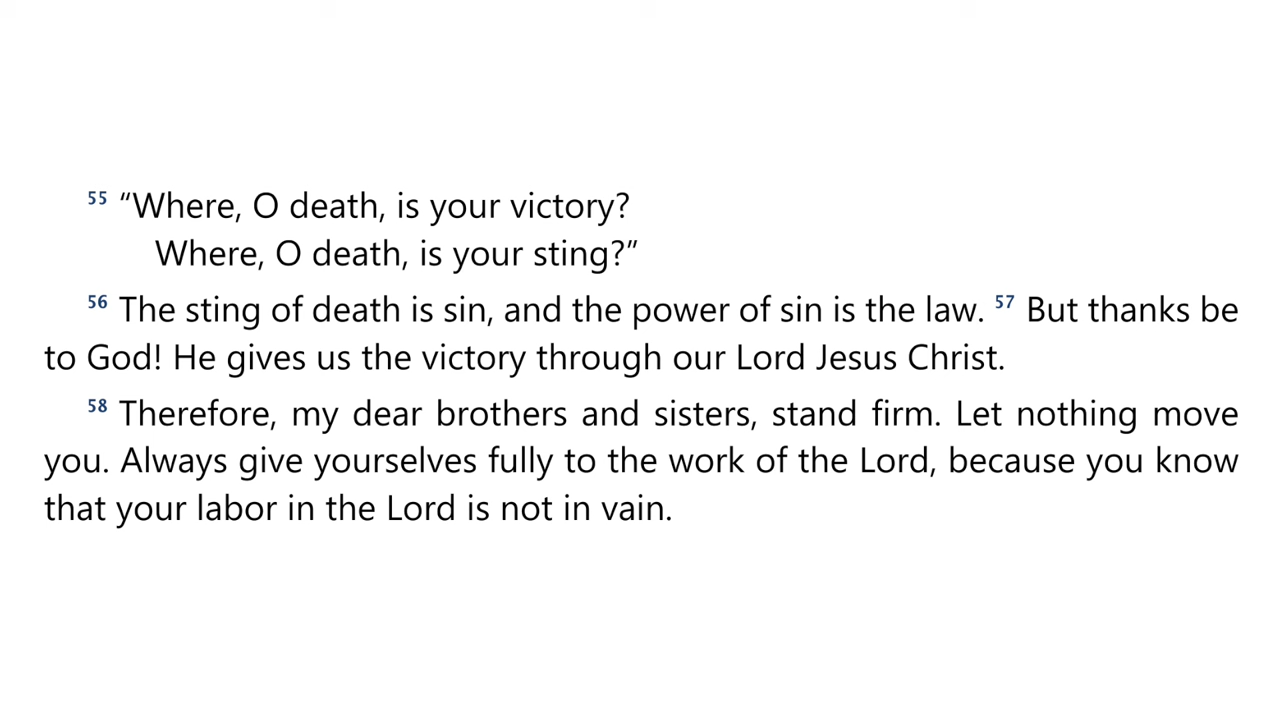 55 “Where, O death, is your victory?
Where, O death, is your sting?”
56 The sting of death is sin, and the power of sin is the law. 57 But thanks be
to God! He gives us the victory through our Lord Jesus Christ.
58 Therefore, my dear brothers and sisters, stand firm. Let nothing move
you. Always give yourselves fully to the work of the Lord, because you know
that your labor in the Lord is not in vain.